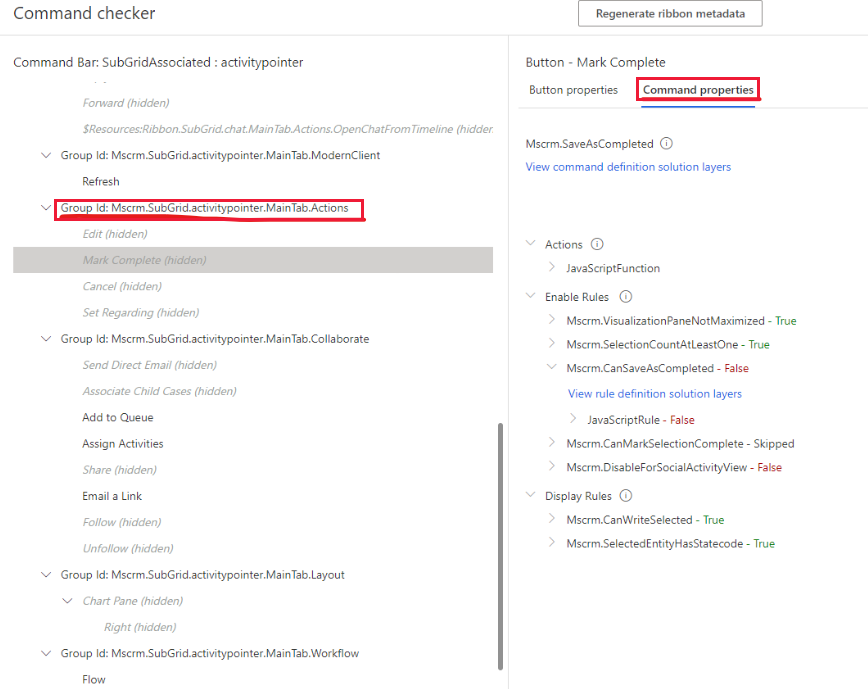 Command checker
Regenerate ribbon metadata
Command Bar: SubGridAssociated : activitypointer
Forward (hidden)
$Resources:Ribbon.SubGrid.chat.MainTab.Actions.OpenChatFromTimeline (hidden
Group Id: Mscrm.SubGrid.activitypointer.MainTab.ModernClient
Refresh
Group Id: Mscrm.SubGrid.activitypointer.MainTab.Actions
Edit (hidden)
Mark Complete (hidden)
Cancel (hidden)
Set Regarding (hidden)
Group Id: Mscrm.SubGrid.activitypointer.MainTab.Collaborate
Send Direct Email (hidden)
Associate Child Cases (hidden)
Add to Queue
Assign Activities
Share (hidden)
Email a Link
Follow (hidden)
Unfollow (hidden)
Group Id: Mscrm.SubGrid.activitypointer.MainTab.Layout
Chart Pane (hidden)
Right (hidden)
Group Id: Mscrm.SubGrid.activitypointer.MainTab.Workflow
Flow
Button - Mark Complete
Button properties
Command properties
Mscrm.SaveAsCompleted
View command definition solution layers
Actions
JavaScriptFunction
Enable Rules
Mscrm.VisualizationPaneNotMaximized - True
Mscrm.SelectionCountAtLeastOne - True
Mscrm.CanSaveAsCompleted - False
View rule definition solution layers
JavaScriptRule - False
Mscrm.CanMarkSelectionComplete - Skipped
Mscrm.DisableForSocialActivityView - False
Display Rules
Mscrm.CanWriteSelected - True
Mscrm.SelectedEntityHasStatecode - True